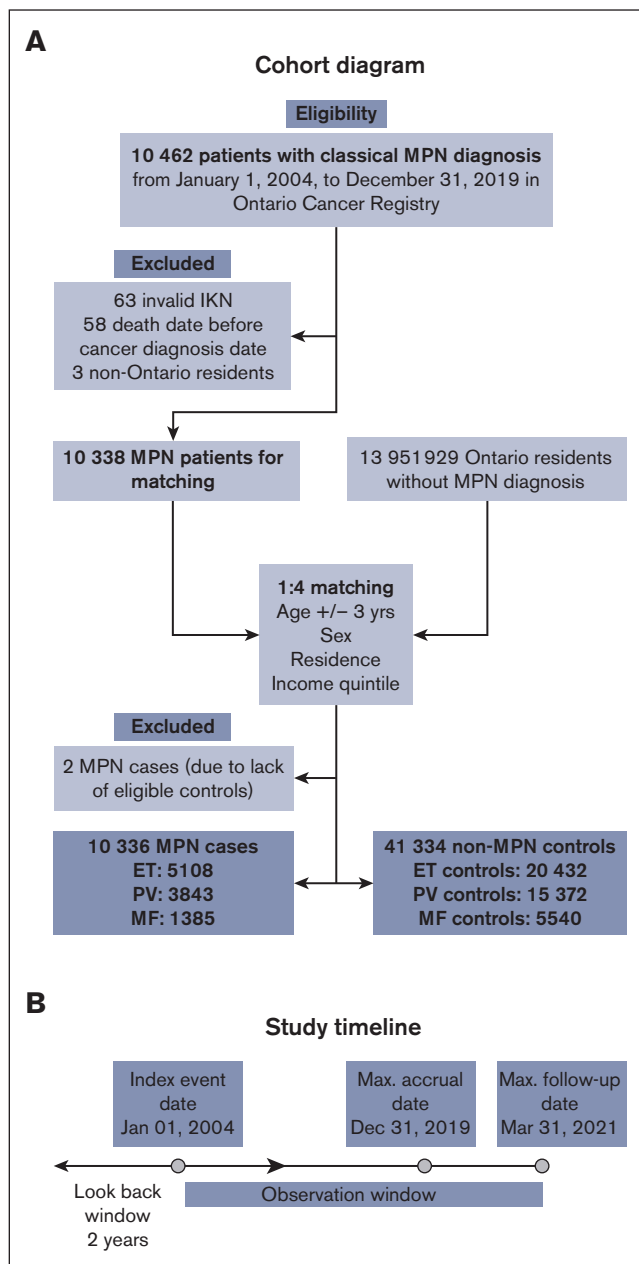 A
Cohort diagram
Eligibility
10 462 patients with classical MPN diagnosis
from January 1, 2004, to December 31, 2019 in
Ontario Cancer Registry
Excluded
63 invalid IKN
58 death date before
cancer diagnosis date
3 non-Ontario residents
10 338 MPN patients for
matching
13 951 929 Ontario residents
without MPN diagnosis
1:4 matching
Age +/− 3 yrs
Sex
Residence
Income quintile
Excluded
2 MPN cases (due to lack
of eligible controls)
10 336 MPN cases
ET: 5108
PV: 3843
MF: 1385
41 334 non-MPN controls
ET controls: 20 432
PV controls: 15 372
MF controls: 5540
B
Study timeline
Index event
date
Jan 01, 2004
Max. accrual
date
Dec 31, 2019
Max. follow-up
date
Mar 31, 2021
Look back
window
2 years
Observation window